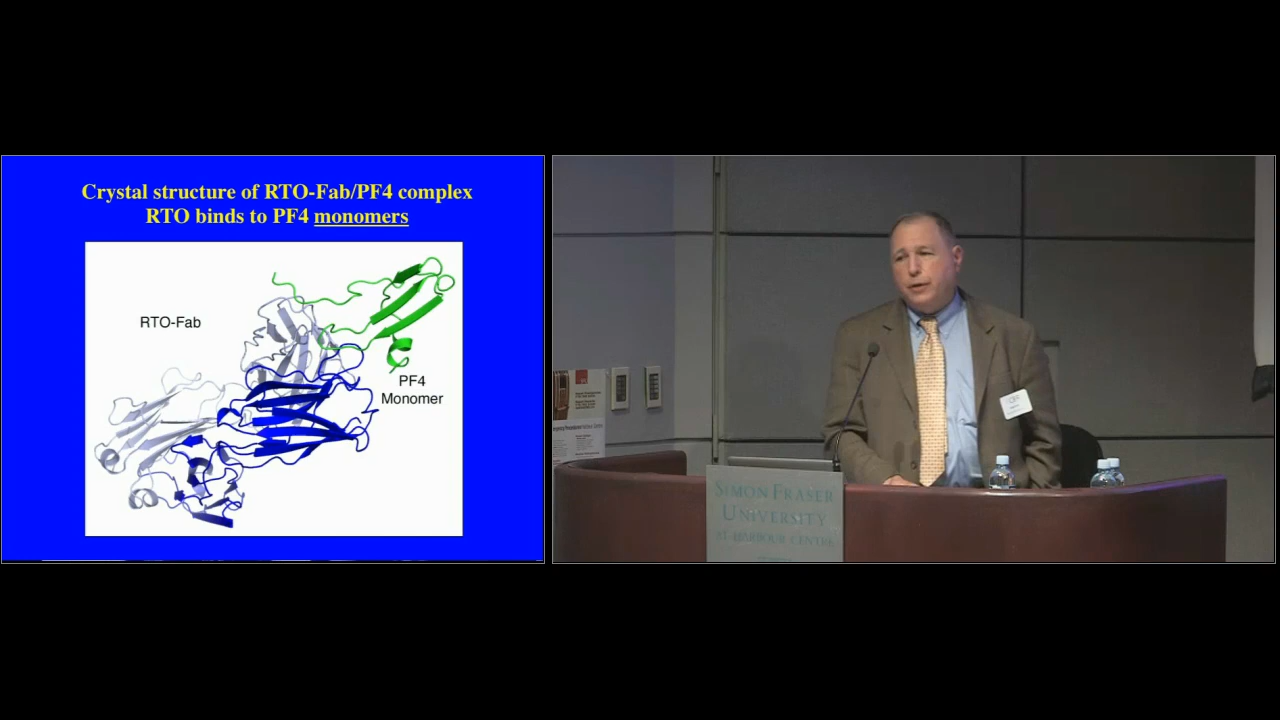 Crystal structure of RTO-Fab/PF4 complex
RTO binds to PF4 monomers
RTO-Fab
PF4
Monomer
SIMON FRASER
UNIVERSITY
AT HARBOUR CENTRE